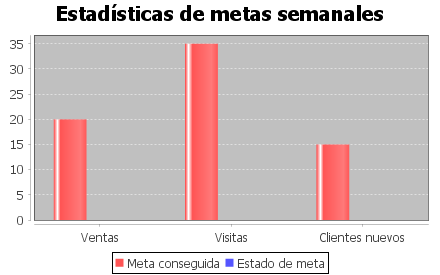 Estadísticas de metas semanales
35
30
25
20
15
10
5
0
Ventas Visitas Clientes nuevos
Meta conseguida Estado de meta